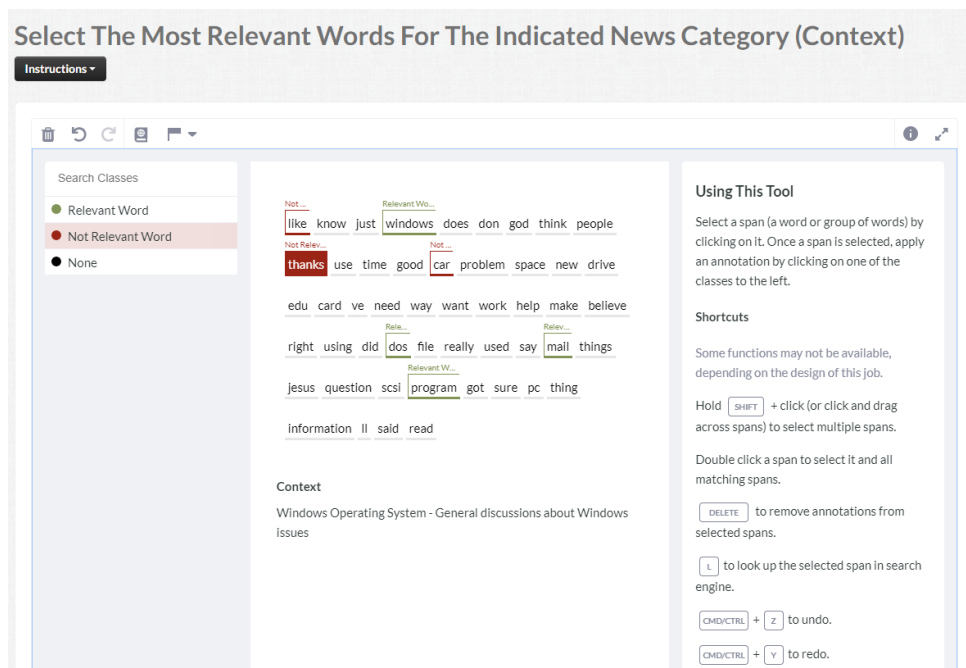 Select The Most Relevant Words For The Indicated News Category (Context)
Instructions
Search Classes
Relevant Word
Not Relevant Word
None
Not ... Relevant Wo...
like know just windows does don god think people
Not Relev... Not ...
thanks use time good car problem space new drive
edu card ve need way want work help make believe
Rele... Relev...
right using did dos file really used say mail things
Relevant W...
jesus question scsi program got sure pc thing
information ll said read
Context
Windows Operating System - General discussions about Windows
issues
Using This Tool
Select a span (a word or group of words) by
clicking on it. Once a span is selected, apply
an annotation by clicking on one of the
classes to the left.
Shortcuts
Some functions may not be available,
depending on the design of this job.
Hold SHIFT + click (or click and drag
across spans) to select multiple spans.
Double click a span to select it and all
matching spans.
DELETE to remove annotations from
selected spans.
L to look up the selected span in search
engine.
CMD/CTRL + Z to undo.
CMD/CTRL + Y to redo.